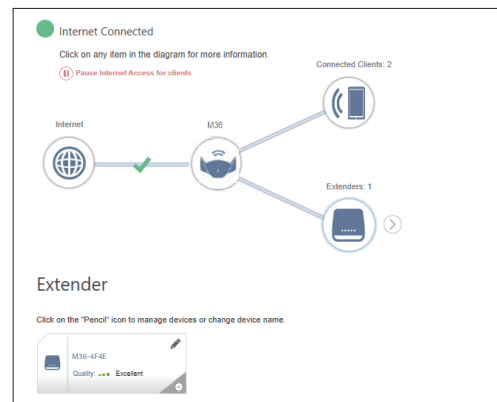 Internet Connected
Click on any item in the diagram for more information.
Pause Internet Access for clients
Connected Clients: 2
Internet
M36
Extenders: 1
Extender
Click on the "Pencil" icon to manage devices or change device name.
M36-4F4E
Quality: Excellent